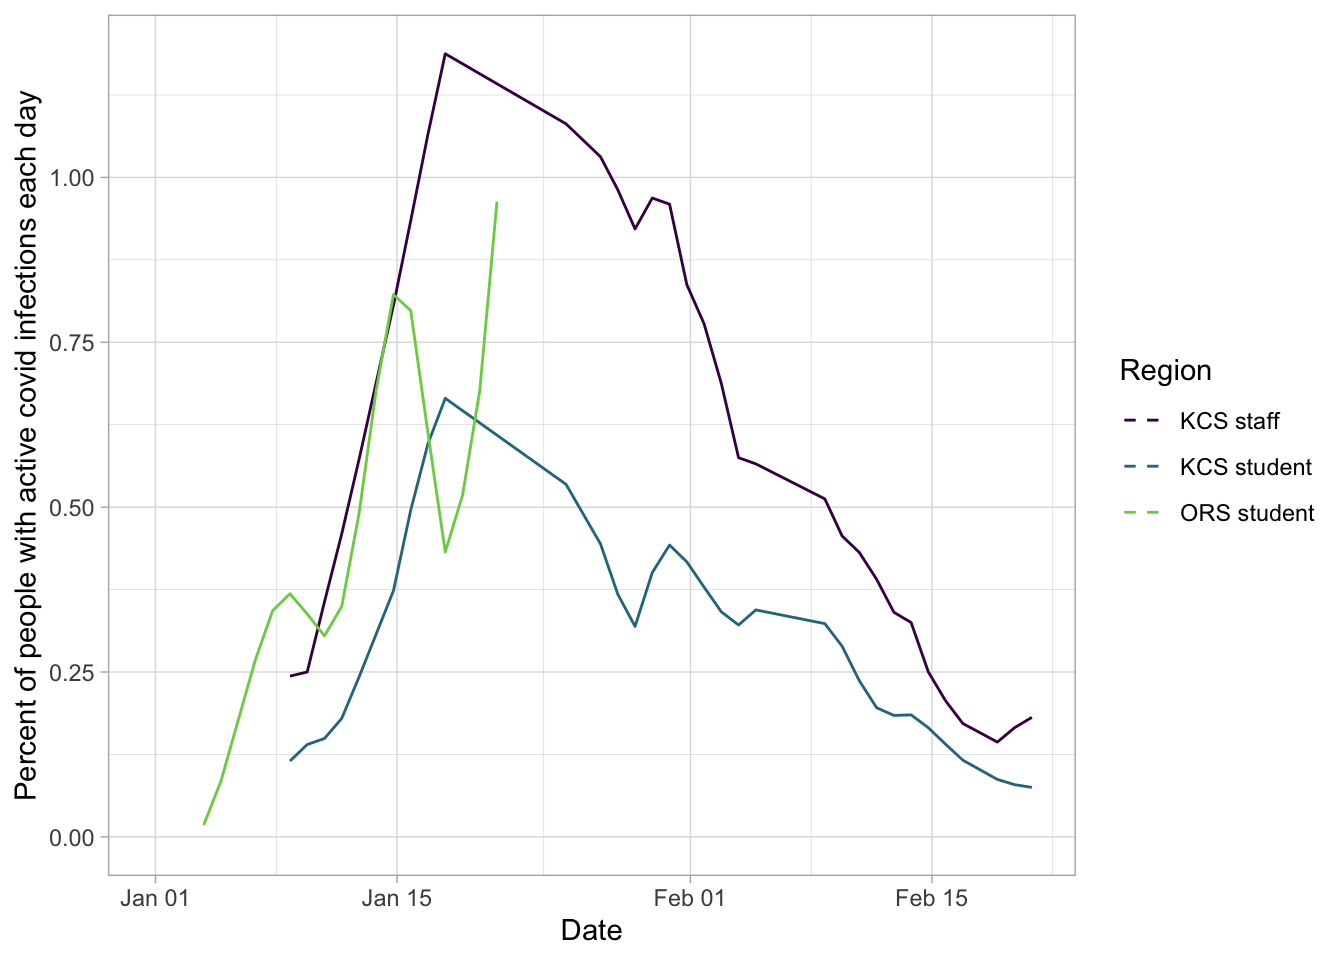 Percent of people with active covid infections each day
1.00
0.75
0.50
0.25
0.00
Jan 01
Jan 15
Feb 01
Feb 15
Date
Region
KCS staff
KCS student
ORS student